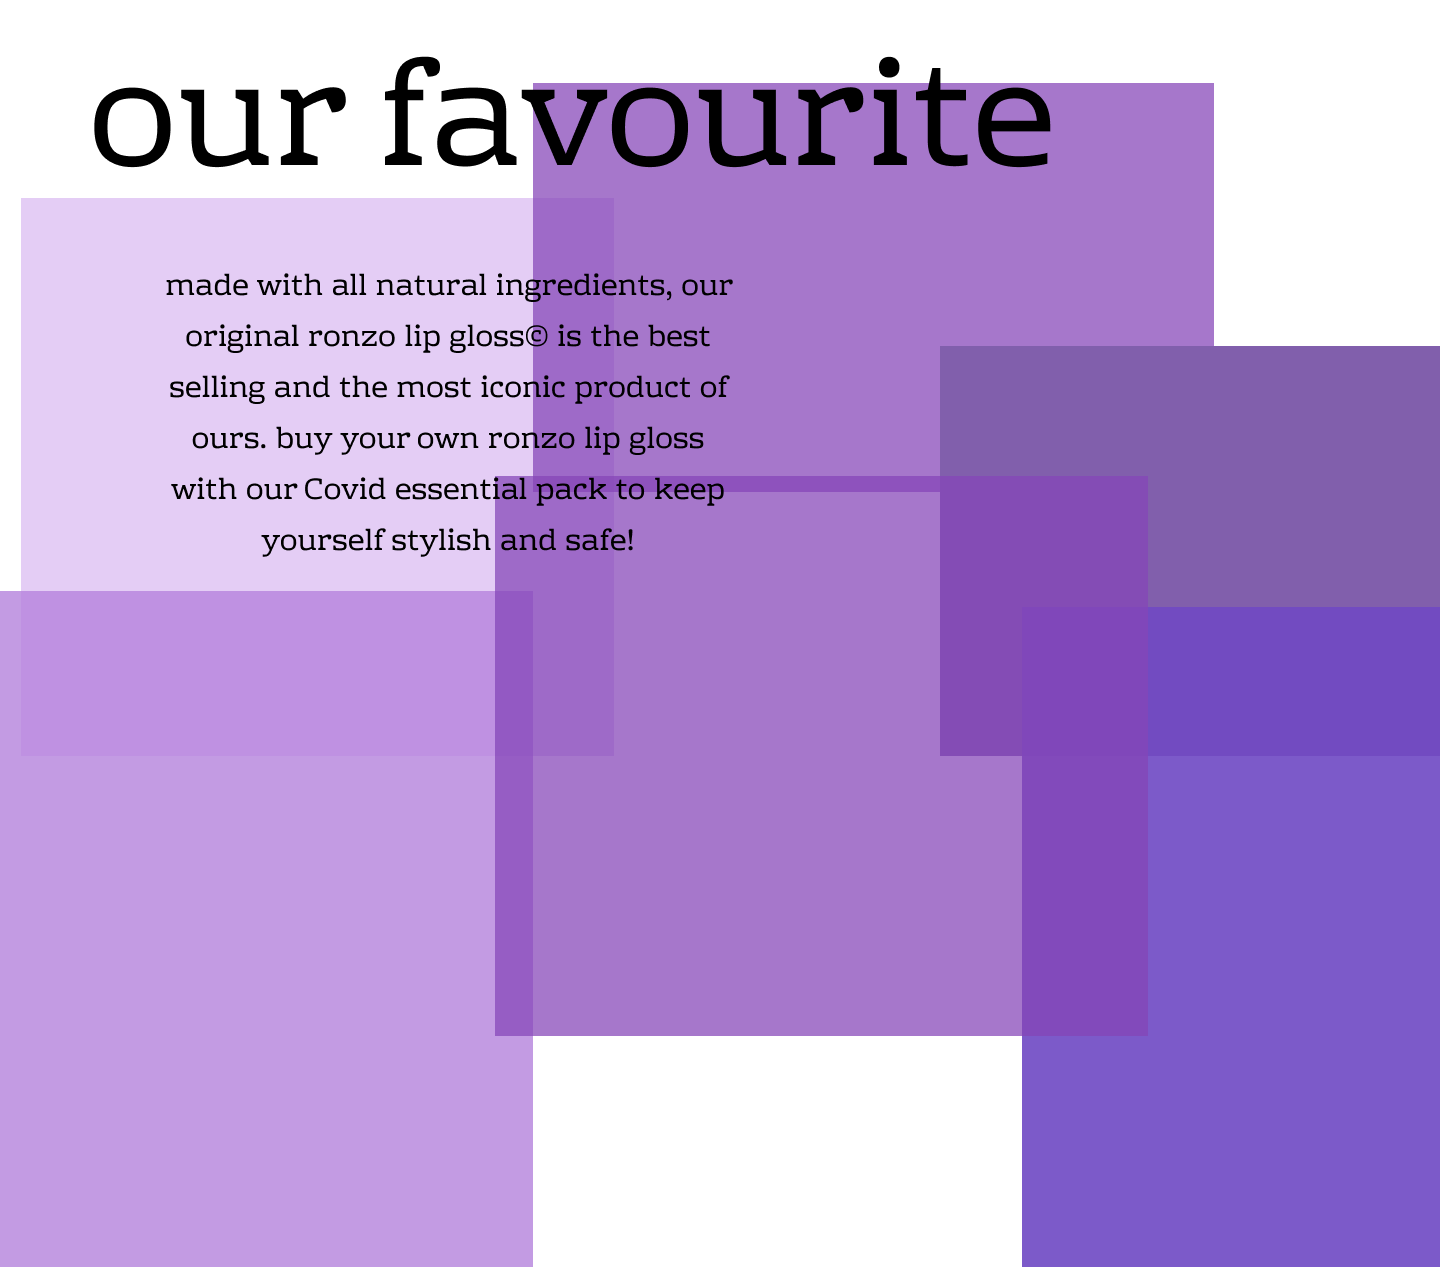 our favourite
made with all natural ingredients, our
original ronzo lip gloss© is the best
selling and the most iconic product of
ours. buy your own ronzo lip gloss
with our Covid essential pack to keep
yourself stylish and safe!